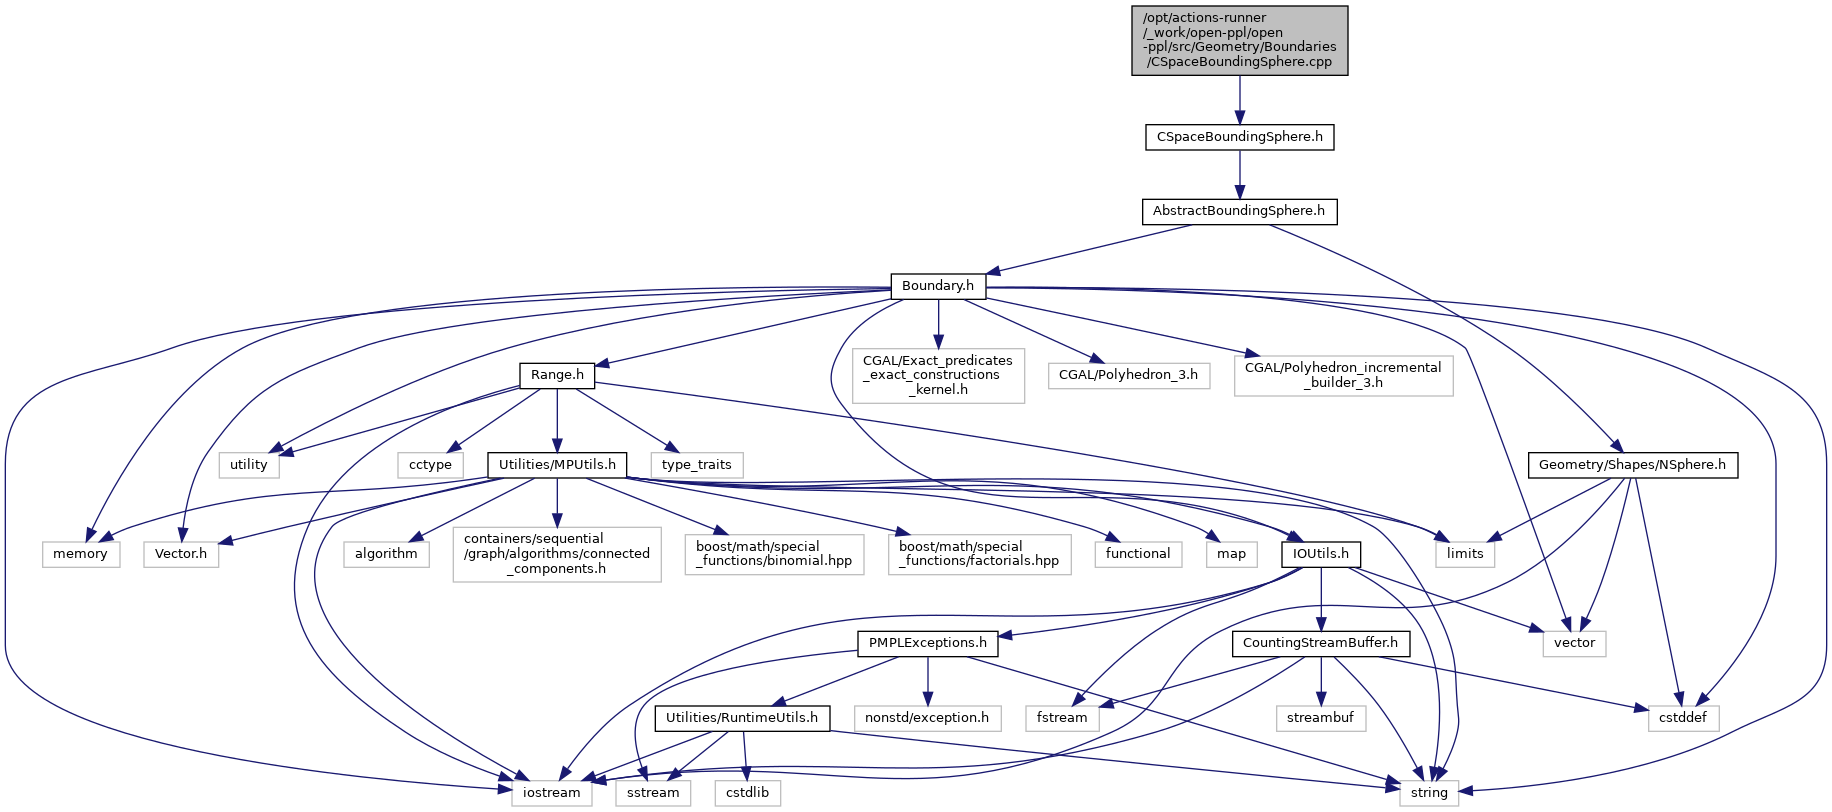 /opt/actions-runner
/_work/open-ppl/open
-ppl/src/Geometry/Boundaries
/CSpaceBoundingSphere.cpp
CSpaceBoundingSphere.h
AbstractBoundingSphere.h
Boundary.h
Range.h
CGAL/Exact_predicates
_exact_constructions
_kernel.h
CGAL/Polyhedron_3.h
CGAL/Polyhedron_incremental
_builder_3.h
utility
cctype
Utilities/MPUtils.h
type_traits
Geometry/Shapes/NSphere.h
memory
Vector.h
algorithm
containers/sequential
/graph/algorithms/connected
_components.h
boost/math/special
_functions/binomial.hpp
boost/math/special
_functions/factorials.hpp
functional
map
IOUtils.h
limits
PMPLExceptions.h
CountingStreamBuffer.h
vector
Utilities/RuntimeUtils.h
nonstd/exception.h
fstream
streambuf
cstddef
iostream
sstream
cstdlib
string